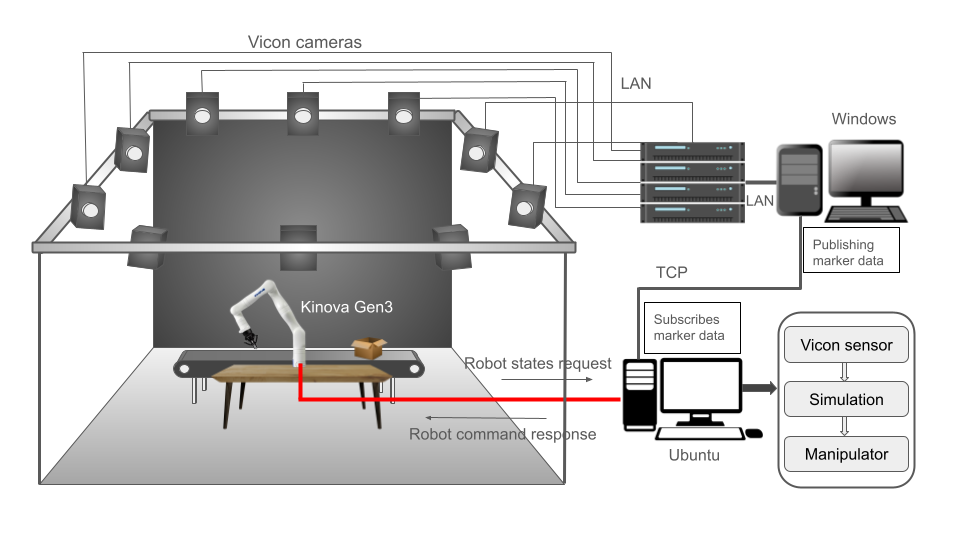 Vicon cameras
LAN
Windows
LAN
Publishing
marker data
TCP
Kinova Gen3
Subscribes
marker data
Vicon sensor
Robot states request
Simulation
Robot command response
Ubuntu
Manipulator